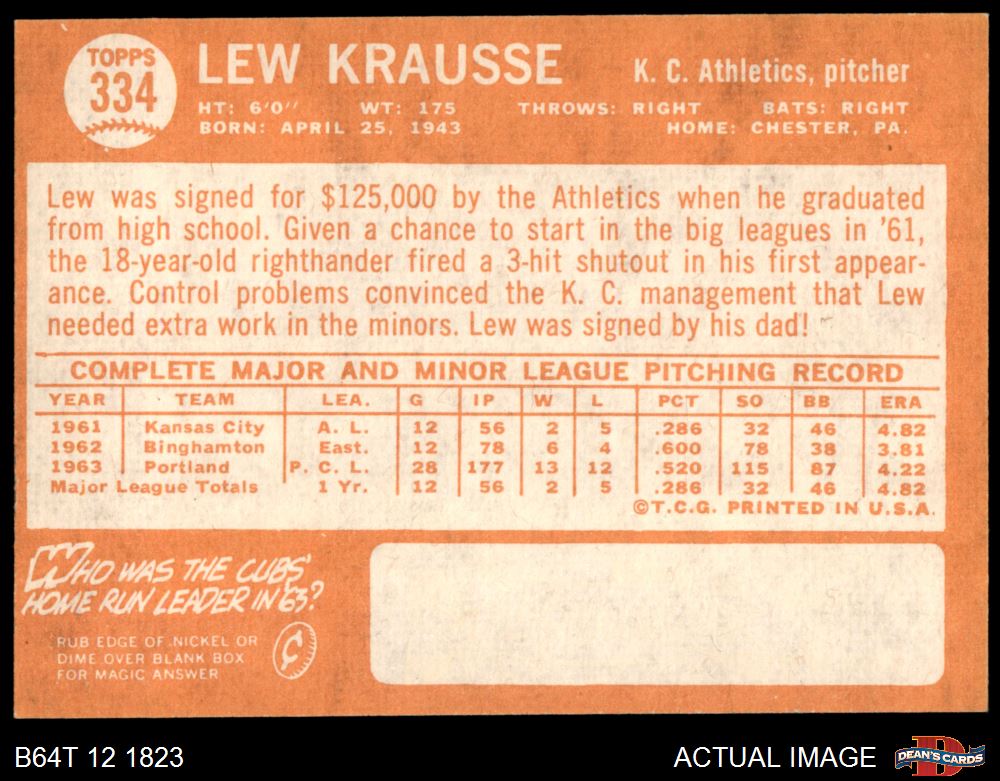 TOPPS
334
LEW KRAUSSE
K. C. Athletics, pitcher
HT: 6'0" WT: 175 THROWS: RIGHT BATS: RIGHT
BORN: APRIL 25, 1943 HOME: CHESTER, PA.
Lew was signed for $125,000 by the Athletics when he graduated
from high school. Given a chance to start in the big leagues in '61,
the 18-year-old righthander fired a 3-hit shutout in his first appear-
ance. Control problems convinced the K. C. management that Lew
needed extra work in the minors. Lew was signed by his dad!
COMPLETE MAJOR AND MINOR LEAGUE PITCHING RECORD
YEAR TEAM LEA. G IP W L PCT SO BB ERA
1961 Kansas City A. L. 12 56 2 5 .286 32 46 4.82
1962 Binghamton East. 12 78 6 4 .600 78 38 3.81
1963 Portland P. C. L. 28 177 13 12 .520 115 87 4.22
Major League Totals 1 Yr. 12 56 2 5 .286 32 46 4.82
©T.C.G. PRINTED IN U.S.A.
WHO WAS THE CUBS'
HOME RUN LEADER IN '63?
RUB EDGE OF NICKEL OR
DIME OVER BLANK BOX
FOR MAGIC ANSWER
¢
B64T 12 1823
ACTUAL IMAGE
D
DEAN'S CARDS